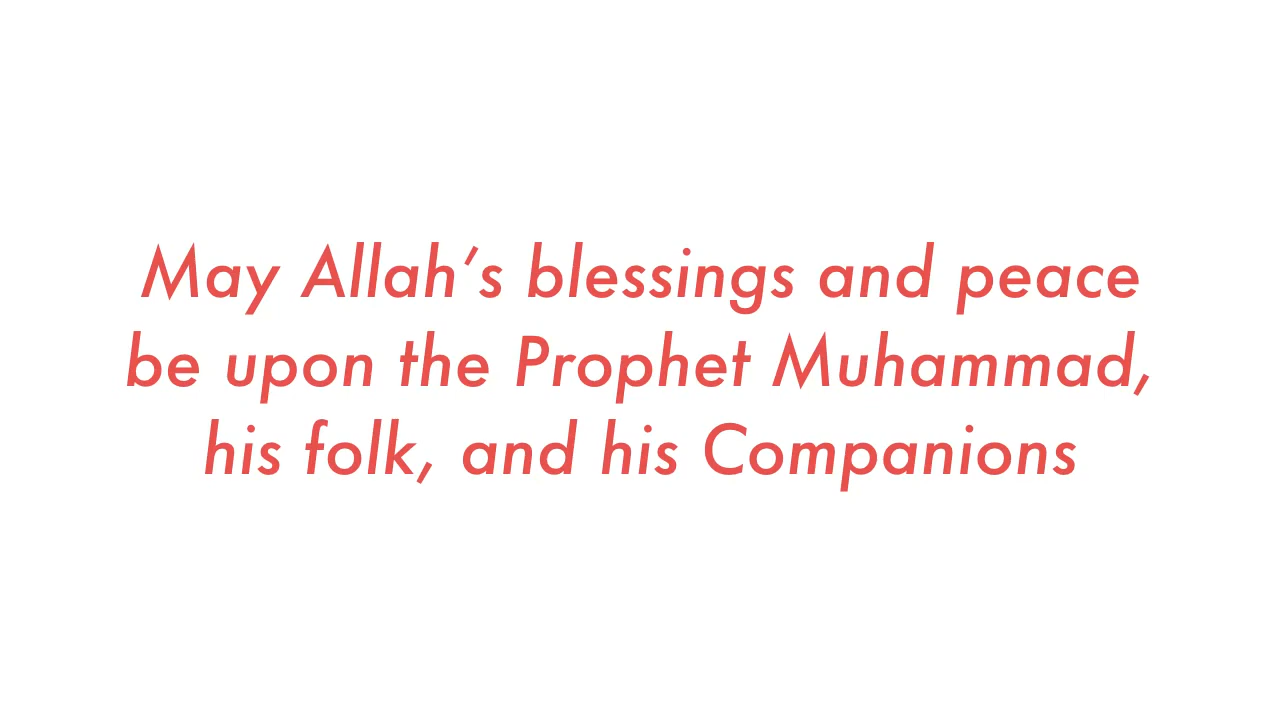 May Allah’s blessings and peace
be upon the Prophet Muhammad,
his folk, and his Companions